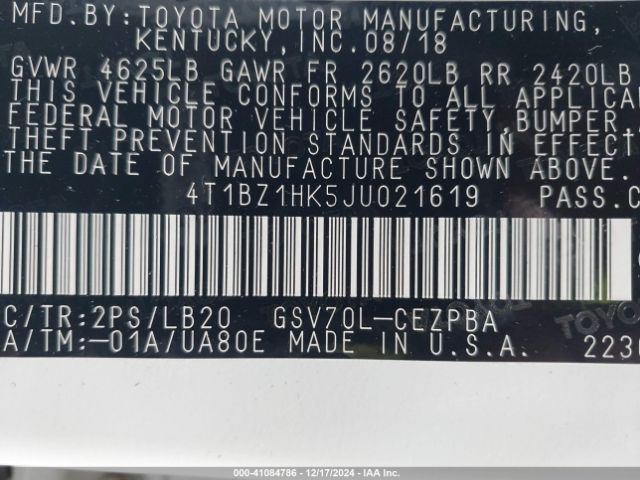 MFD.BY:TOYOTA MOTOR MANUFACTURING,
KENTUCKY,INC.08/18
GVWR 4625LB GAWR FR 2620LB RR 2420LB
THIS VEHICLE CONFORMS TO ALL APPLICA
FEDERAL MOTOR VEHICLE SAFETY,BUMPER,
THEFT PREVENTION STANDARDS IN EFFECT
THE DATE OF MANUFACTURE SHOWN ABOVE.
4T1BZ1HK5JU021619 PASS.C
C/TR:2PS/LB20 GSV70L-CEZPBA
A/TM:-01A/UA80E MADE IN U.S.A.
223
000-41084786 | 12/17/2024 | IAA, Inc.